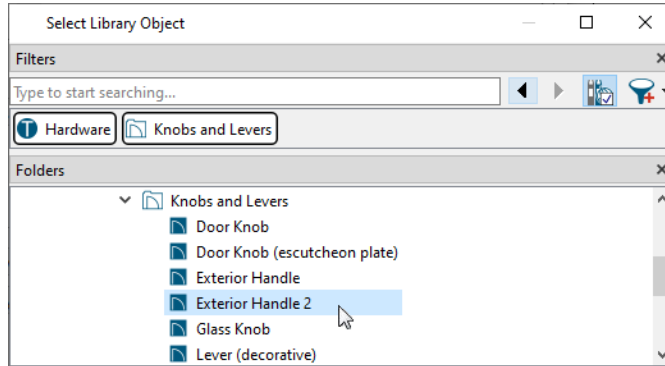 Select Library Object
Filters
Type to start searching...
T Hardware Knobs and Levers
Folders
Knobs and Levers
Door Knob
Door Knob (escutcheon plate)
Exterior Handle
Exterior Handle 2
Glass Knob
Lever (decorative)